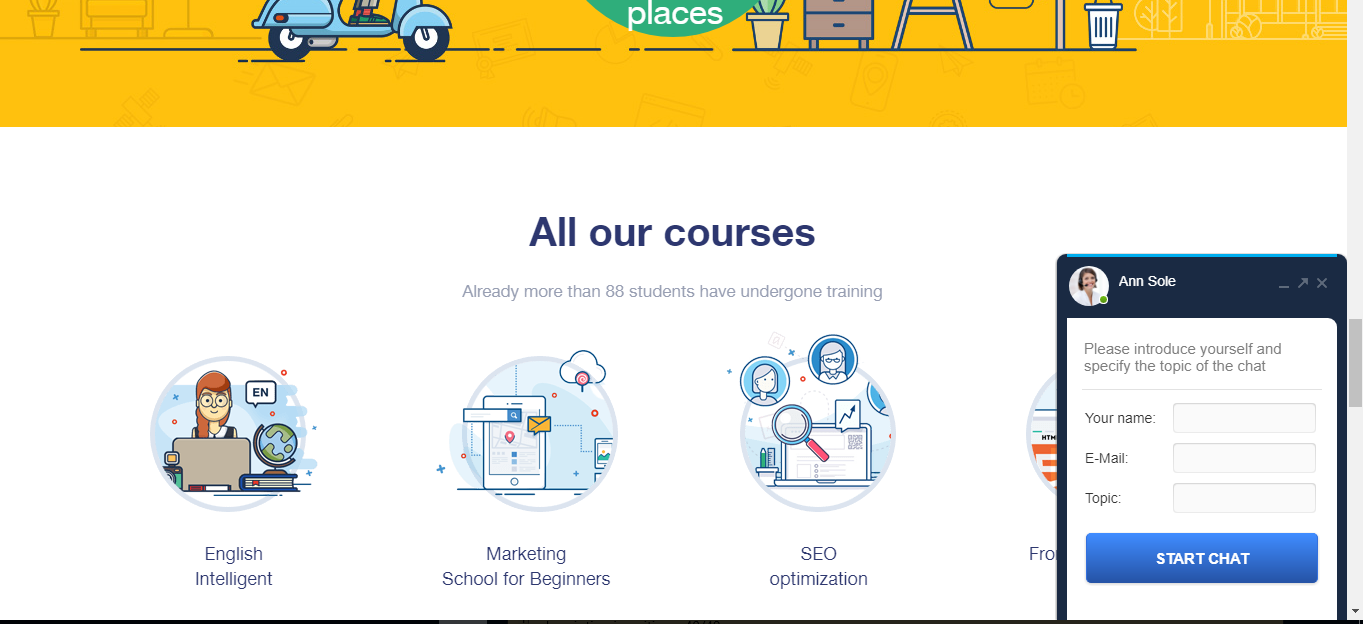 places
All our courses
Already more than 88 students have undergone training
EN
English
Intelligent
Marketing
School for Beginners
SEO
optimization
HTM
Fro
Ann Sole
Please introduce yourself and
specify the topic of the chat
Your name:
E-Mail:
Topic:
START CHAT